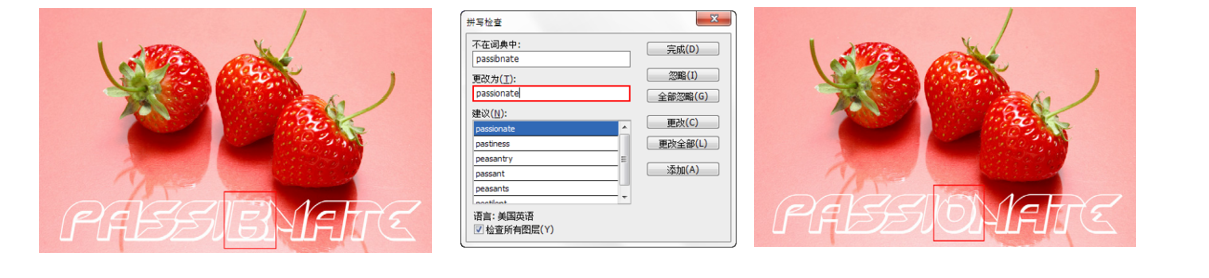 PASSIBNATE
拼写检查
不在词典中:
passibnate
更改为(T):
passionate
建议(N):
passionate
pastiness
peasantry
passant
peasants
语言: 美国英语
检查所有图层(Y)
完成(D)
忽略(I)
全部忽略(G)
更改(C)
更改全部(L)
添加(A)
PASSIONATE